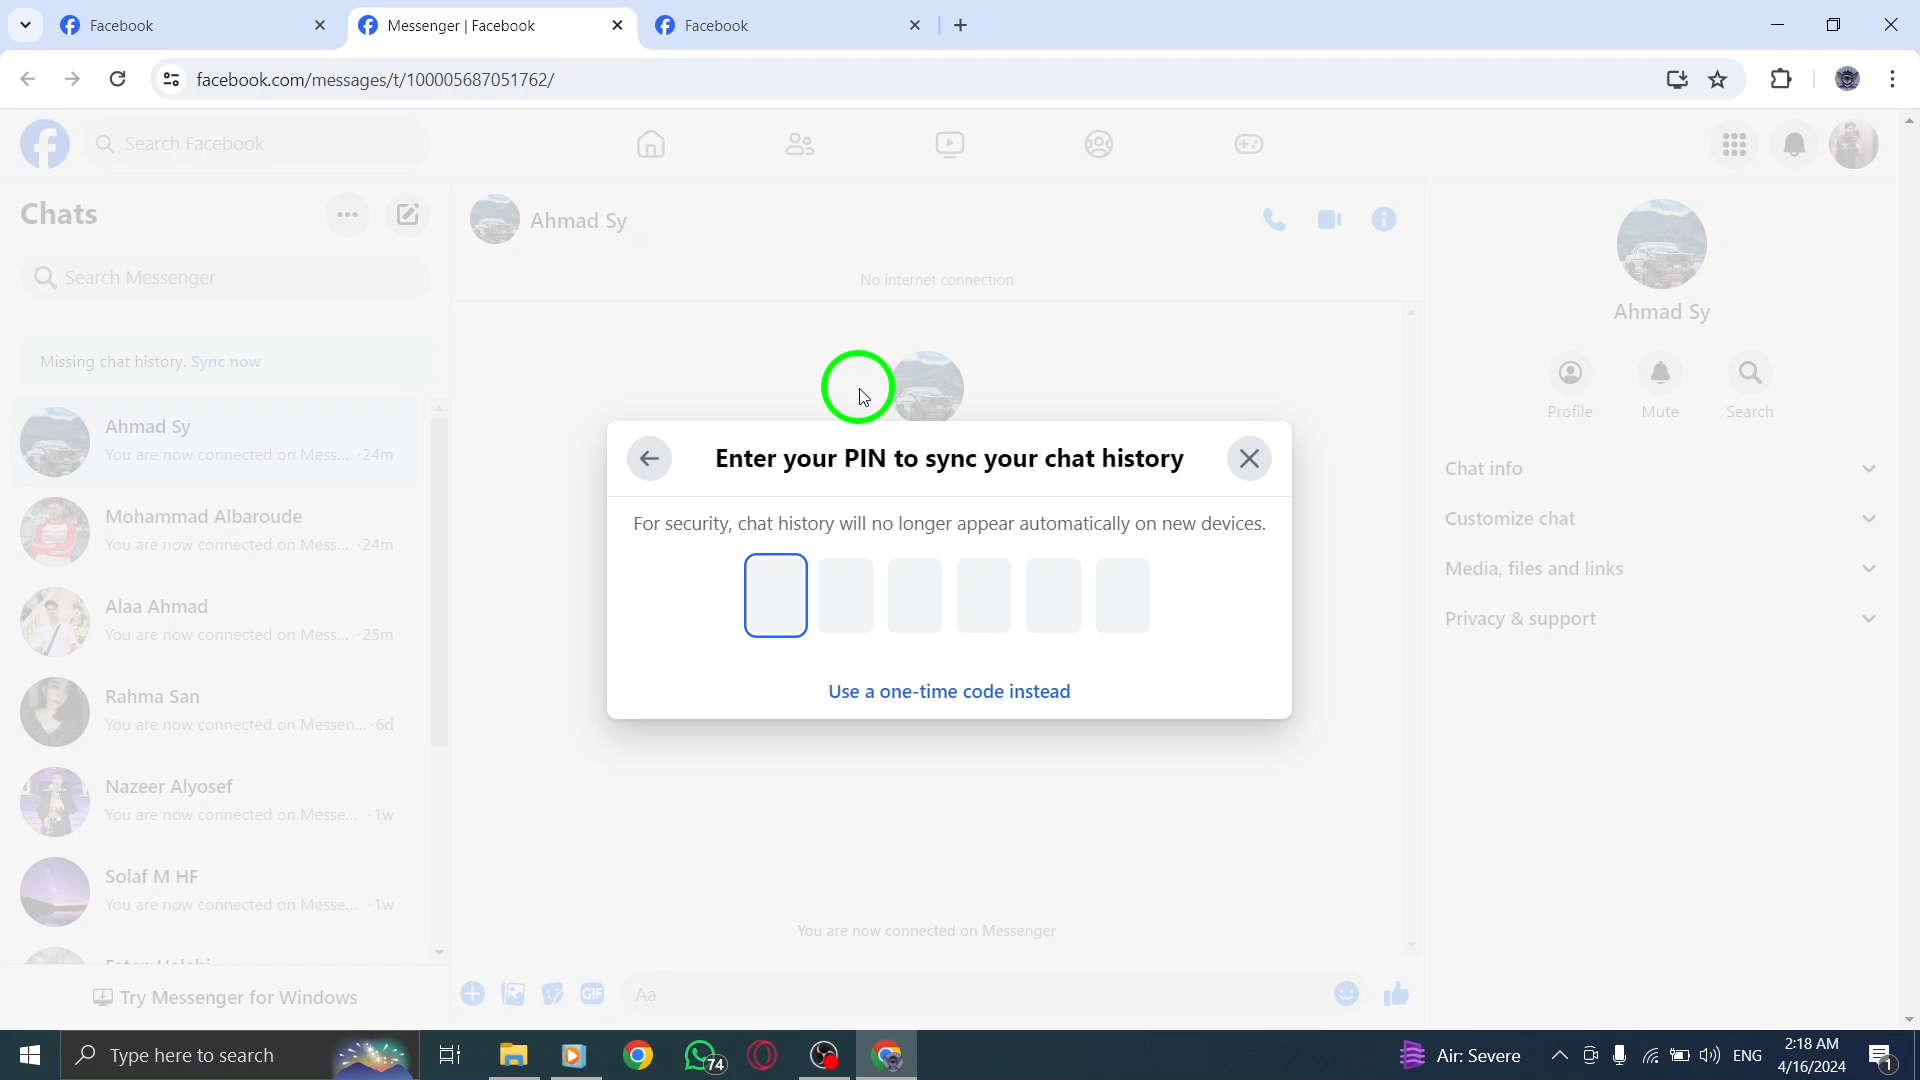 Facebook
Messenger | Facebook
Facebook
facebook.com/messages/t/100005687051762/
Search Facebook
Chats
Search Messenger
Missing chat history. Sync now
Ahmad Sy
You are now connected on Mess... · 24m
Mohammad Albaroude
You are now connected on Mess... · 24m
Alaa Ahmad
You are now connected on Mess... · 25m
Rahma San
You are now connected on Messen... · 6d
Nazeer Alyosef
You are now connected on Messe... · 1w
Solaf M HF
You are now connected on Messe... · 1w
Try Messenger for Windows
Ahmad Sy
No internet connection
Enter your PIN to sync your chat history
For security, chat history will no longer appear automatically on new devices.
Use a one-time code instead
You are now connected on Messenger
GIF
Aa
Ahmad Sy
Profile
Mute
Search
Chat info
Customize chat
Media, files and links
Privacy & support
Type here to search
74
Air: Severe
ENG
2:18 AM
4/16/2024
1